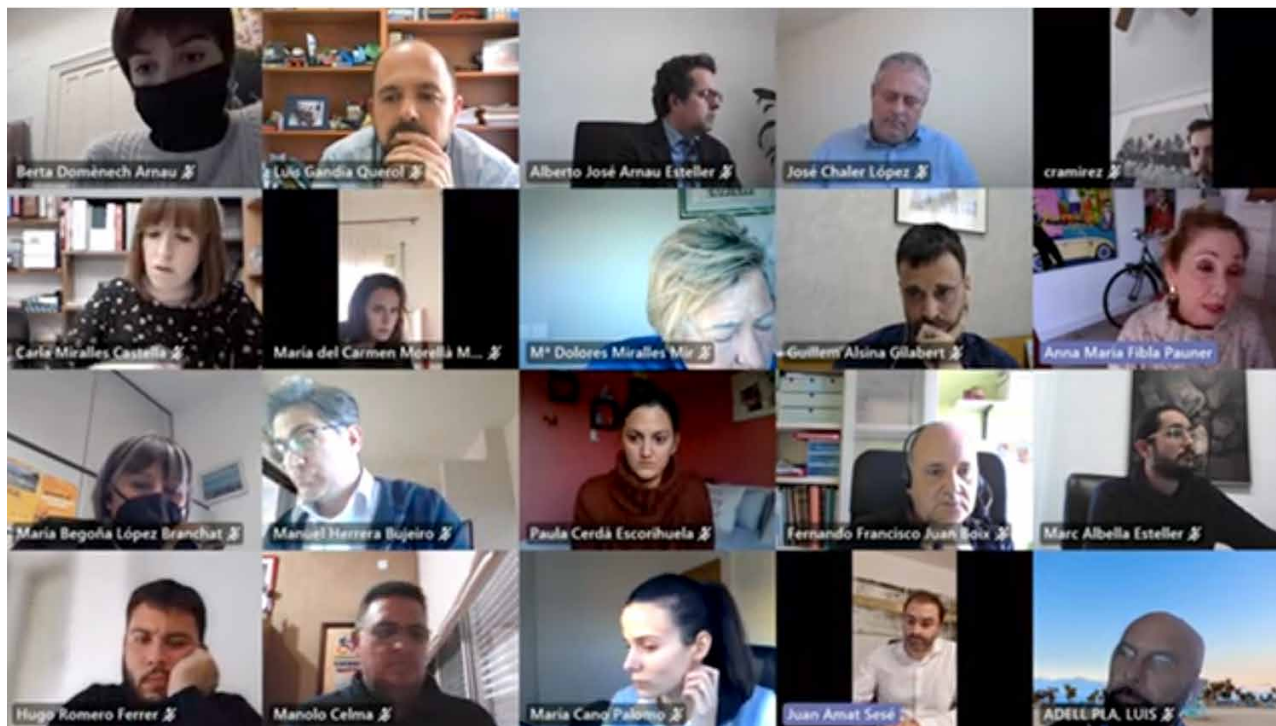 Berta Domènech Arnau
Luis Gandia Querol
Alberto José Arnau Esteller
José Chaler López
cramirez
Carla Miralles Castellá
María del Carmen Morellà M...
Mª Dolores Miralles Mir
Guillem Alsina Gilabert
Anna Maria Fibla Pauner
Maria Begoña López Branchat
Manuel Herrera Bujeiro
Paula Cerdà Escorihuela
Fernando Francisco Juan Boix
Marc Albella Esteller
Hugo Romero Ferrer
Manolo Celma
María Cano Palomo
Juan Amat Sesé
ADELL PLA, LUIS